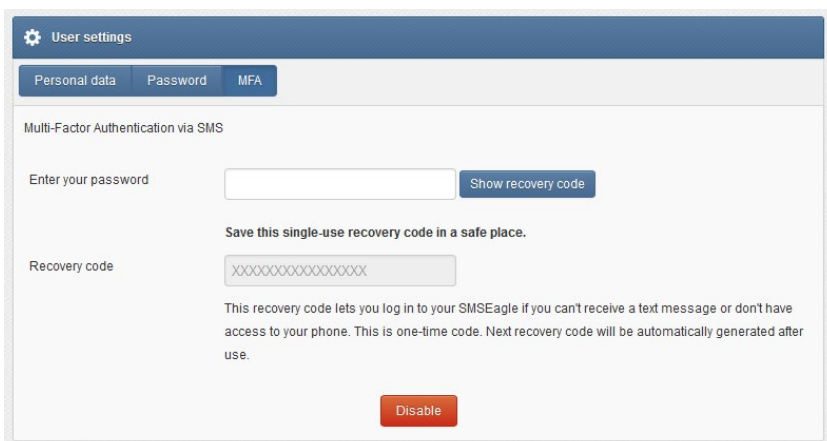 User settings
Personal data Password MFA
Multi-Factor Authentication via SMS
Enter your password Show recovery code
Save this single-use recovery code in a safe place.
Recovery code XXXXXXXXXXXXXXXX
This recovery code lets you log in to your SMSEagle if you can't receive a text message or don't have
access to your phone. This is one-time code. Next recovery code will be automatically generated after
use.
Disable